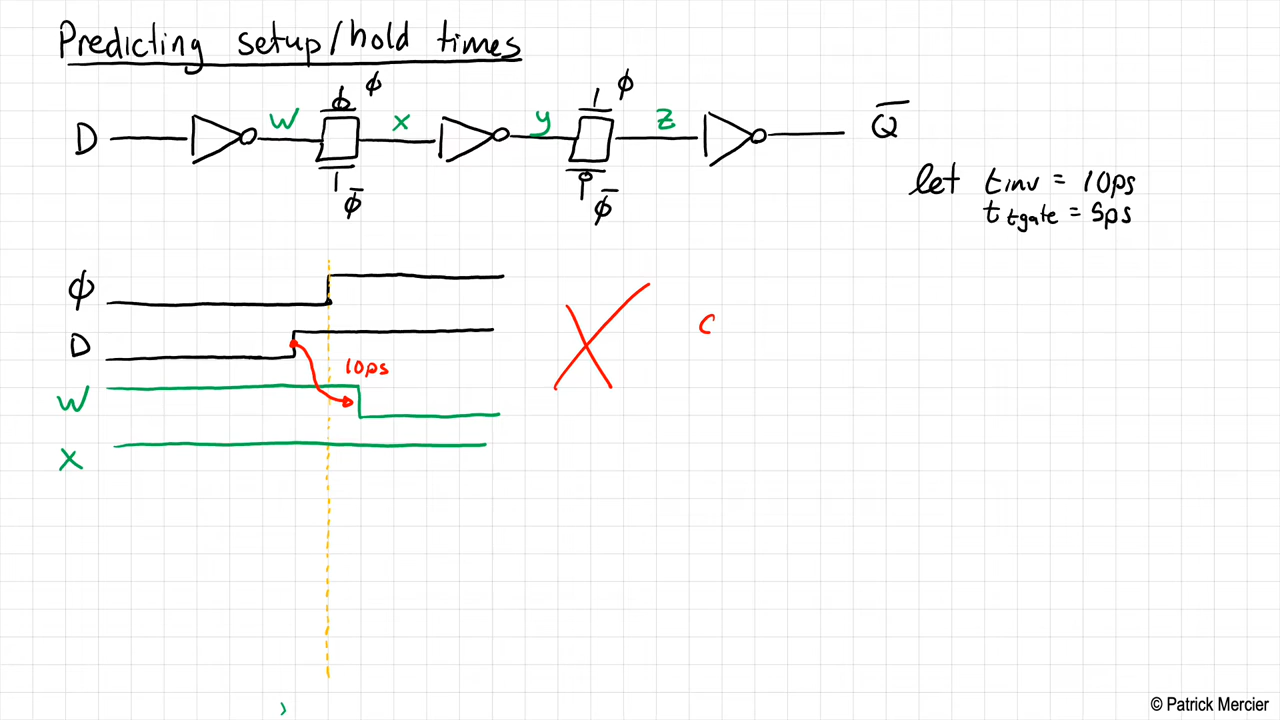 Predicting setup/hold times
ϕ ϕ
D W X y z Q̅
ϕ̅ ϕ̅
let tinv = 10ps
ttgate = 5ps
ϕ
D
10ps
W
X
C
© Patrick Mercier